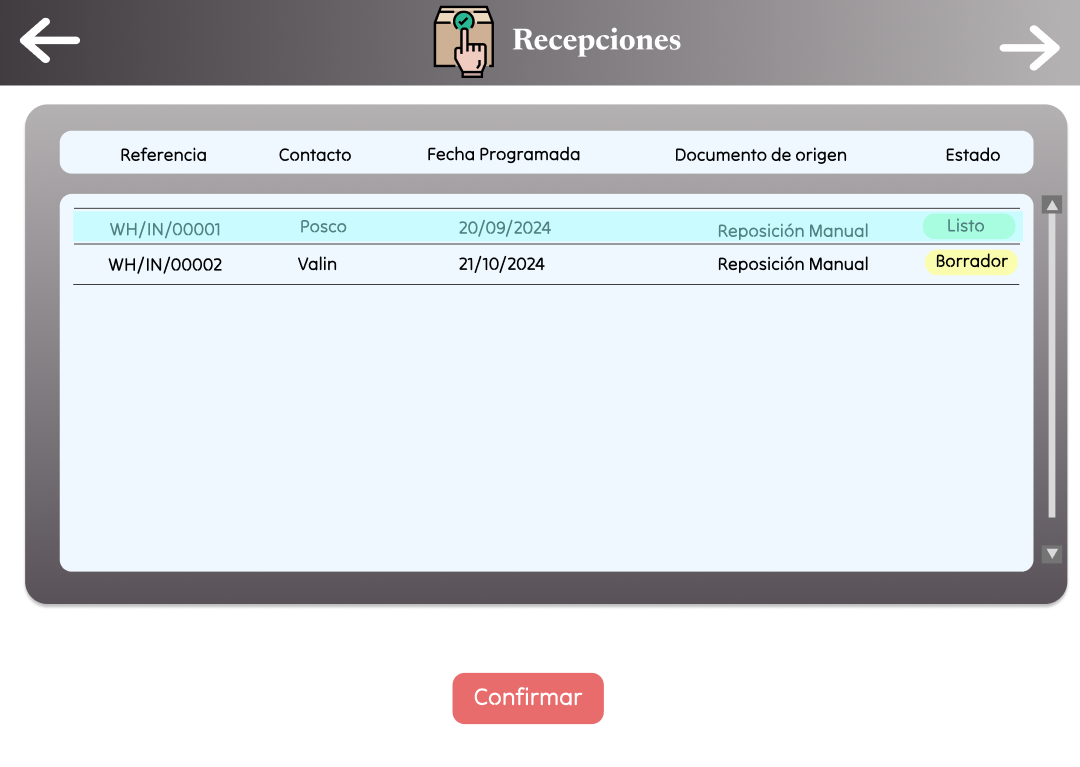 Recepciones
Referencia Contacto Fecha Programada Documento de origen Estado
WH/IN/00001 Posco 20/09/2024 Reposición Manual Listo
WH/IN/00002 Valin 21/10/2024 Reposición Manual Borrador
Confirmar